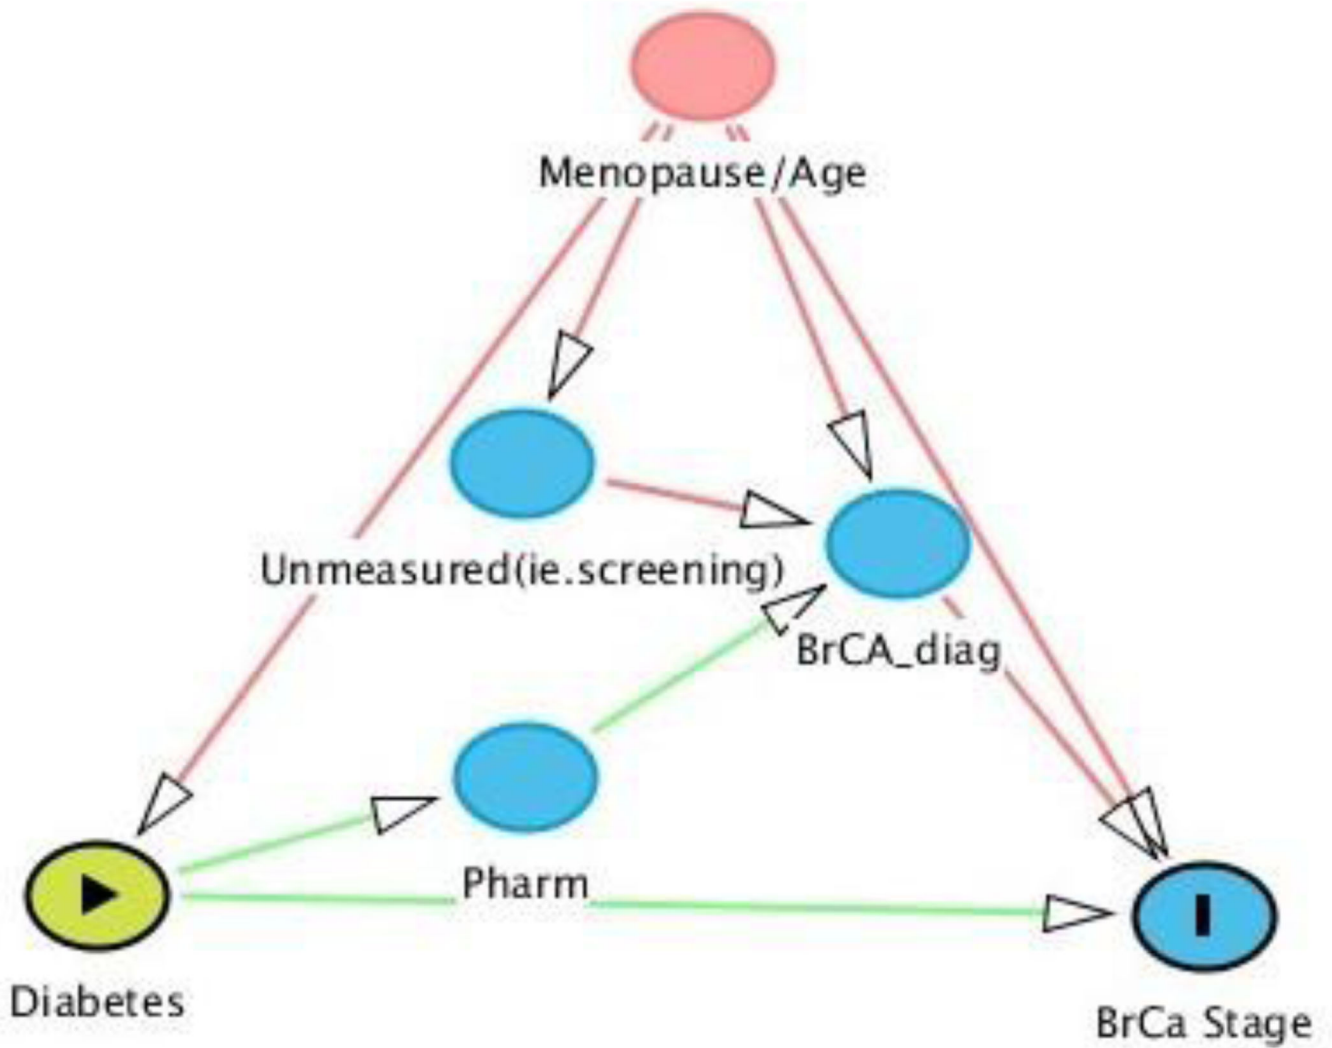 Menopause/Age
Unmeasured(ie.screening)
BrCA_diag
Pharm
Diabetes
BrCa Stage